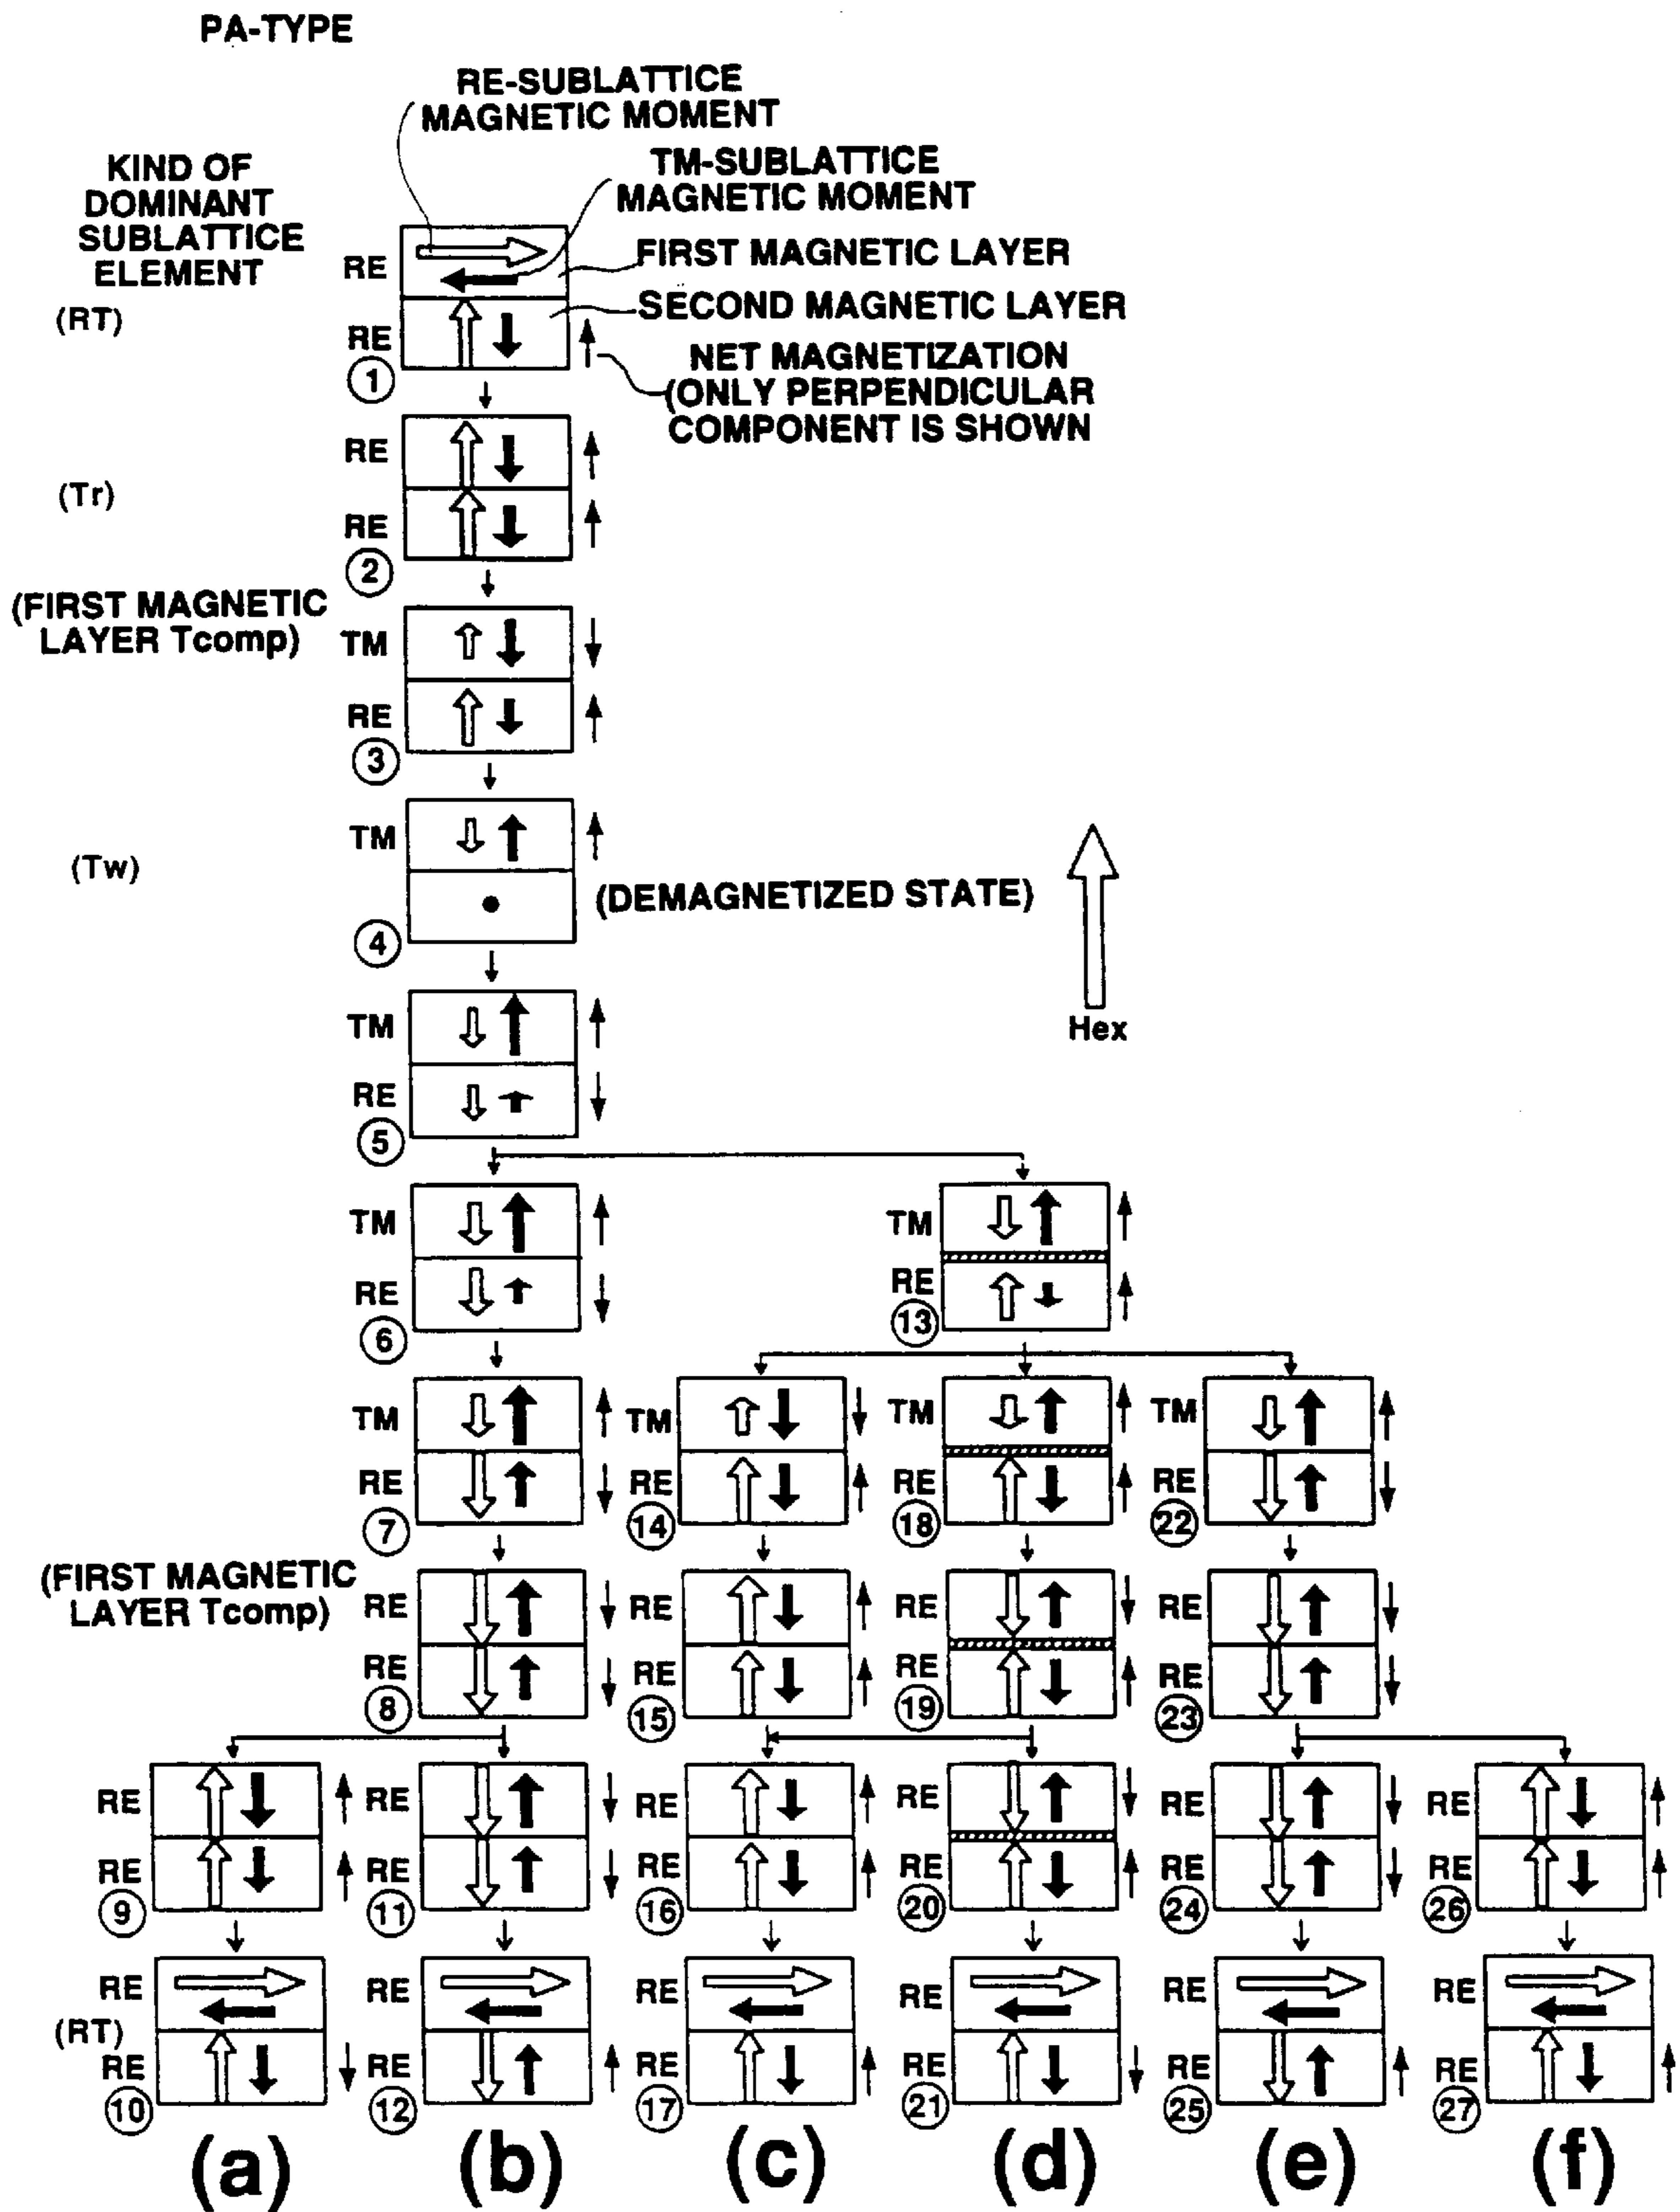 PA-TYPE
RE-SUBLATTICE
MAGNETIC MOMENT
TM-SUBLATTICE
MAGNETIC MOMENT
KIND OF
DOMINANT
SUBLATTICE
ELEMENT
(RT)
RE
FIRST MAGNETIC LAYER
SECOND MAGNETIC LAYER
RE
1
NET MAGNETIZATION
(ONLY PERPENDICULAR
COMPONENT IS SHOWN
RE
(Tr)
RE
2
(FIRST MAGNETIC
LAYER Tcomp)
TM
RE
3
TM
(Tw)
(DEMAGNETIZED STATE)
4
Hex
TM
RE
5
TM TM
RE RE
6 13
TM TM TM TM
RE RE RE RE
7 14 18 22
(FIRST MAGNETIC
LAYER Tcomp)
RE RE RE RE
RE RE RE RE
8 15 19 23
RE RE RE RE RE RE
RE RE RE RE RE RE
9 11 16 20 24 26
RE RE RE RE RE RE
(RT)
RE RE RE RE RE RE
10 12 17 21 25 27
(a) (b) (c) (d) (e) (f)